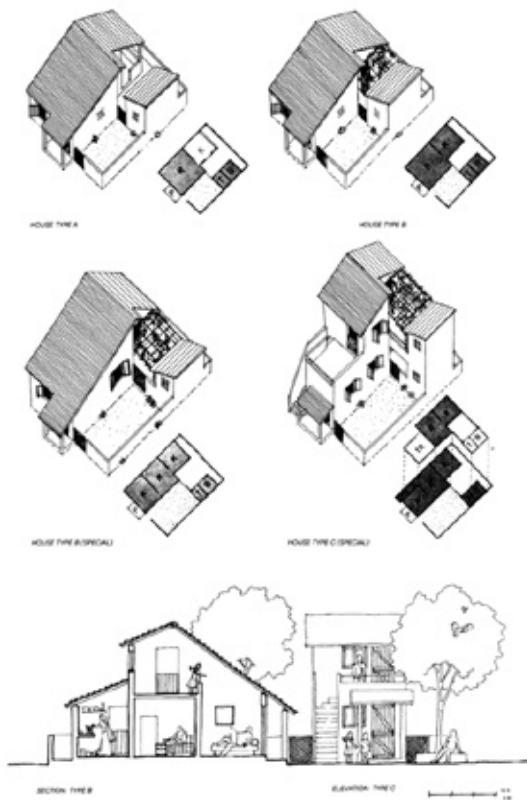 HOUSE TYPE A
HOUSE TYPE B
HOUSE TYPE B (SPECIAL)
HOUSE TYPE C (SPECIAL)
SECTION TYPE B
ELEVATION TYPE C